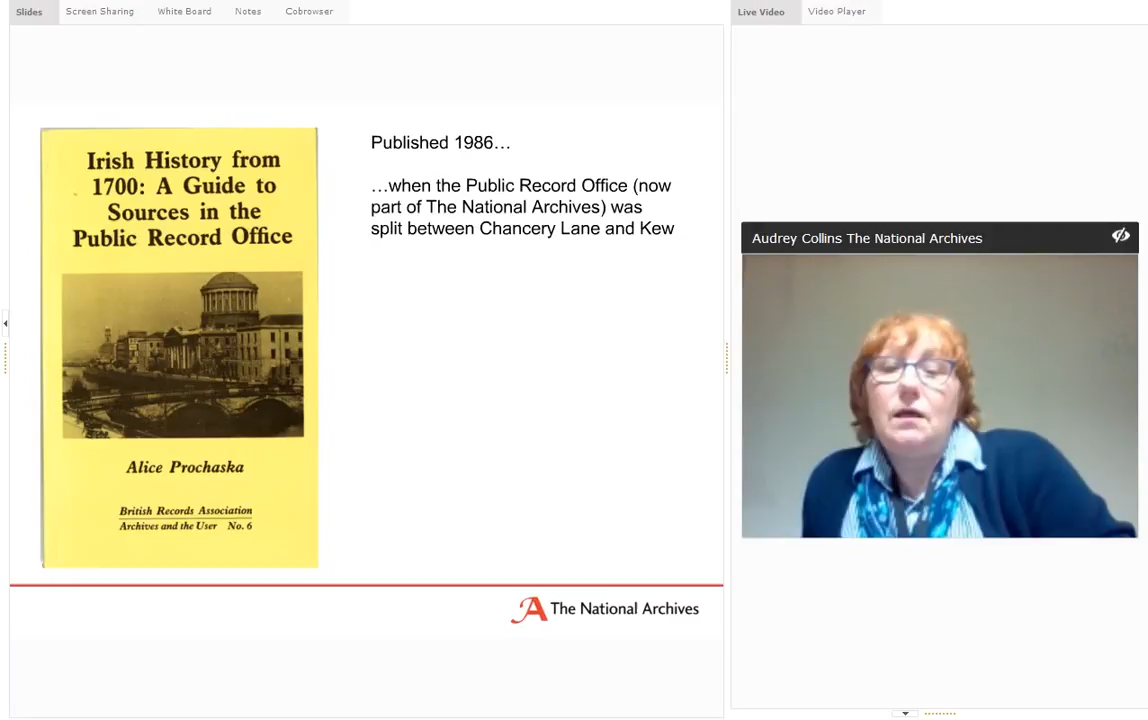 Slides Screen Sharing White Board Notes Cobrowser
Live Video Video Player
Irish History from
1700: A Guide to
Sources in the
Public Record Office
Alice Prochaska
British Records Association
Archives and the User No. 6
Published 1986…
…when the Public Record Office (now
part of The National Archives) was
split between Chancery Lane and Kew
The National Archives
Audrey Collins The National Archives